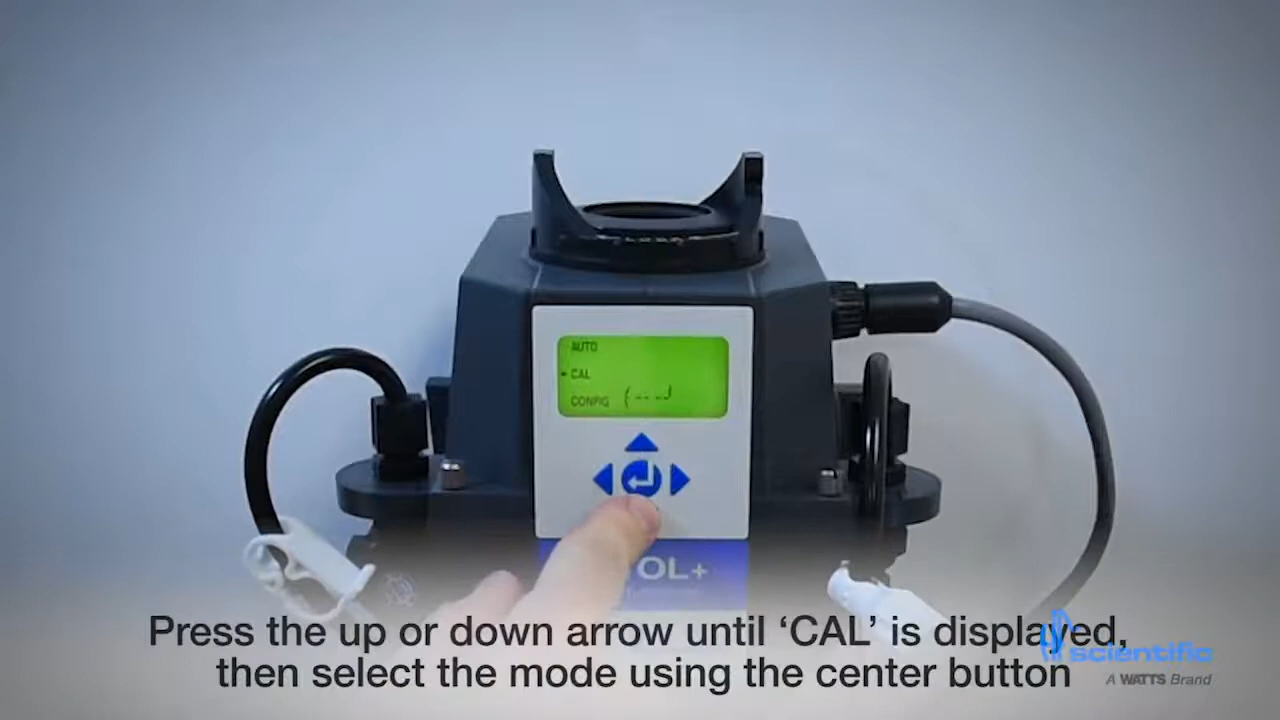 AUTO
CAL
CONFIG
OL+
Press the up or down arrow until ‘CAL’ is displayed,
then select the mode using the center button
scientific
A WATTS Brand